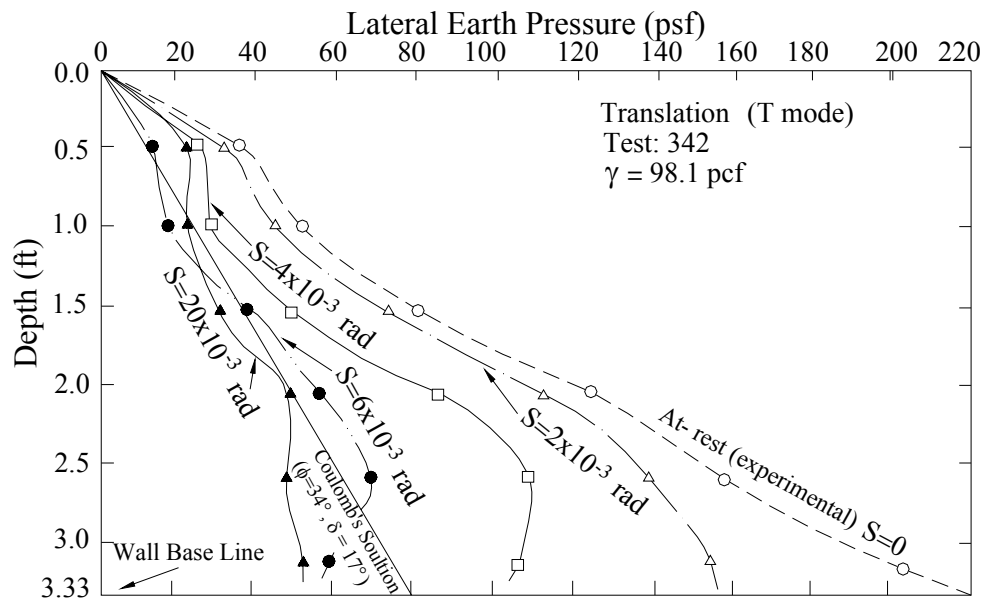 Lateral Earth Pressure (psf)
0 20 40 60 80 100 120 140 160 180 200 220
Depth (ft)
0.0
0.5
1.0
1.5
2.0
2.5
3.0
3.33
Translation (T mode)
Test: 342
γ = 98.1 pcf
S=4x10-3 rad
S=20x10-3 rad
S=6x10-3 rad
S=2x10-3 rad
At- rest (experimental) S=0
Coulomb's Soultion
(ϕ=34°, δ = 17°)
Wall Base Line